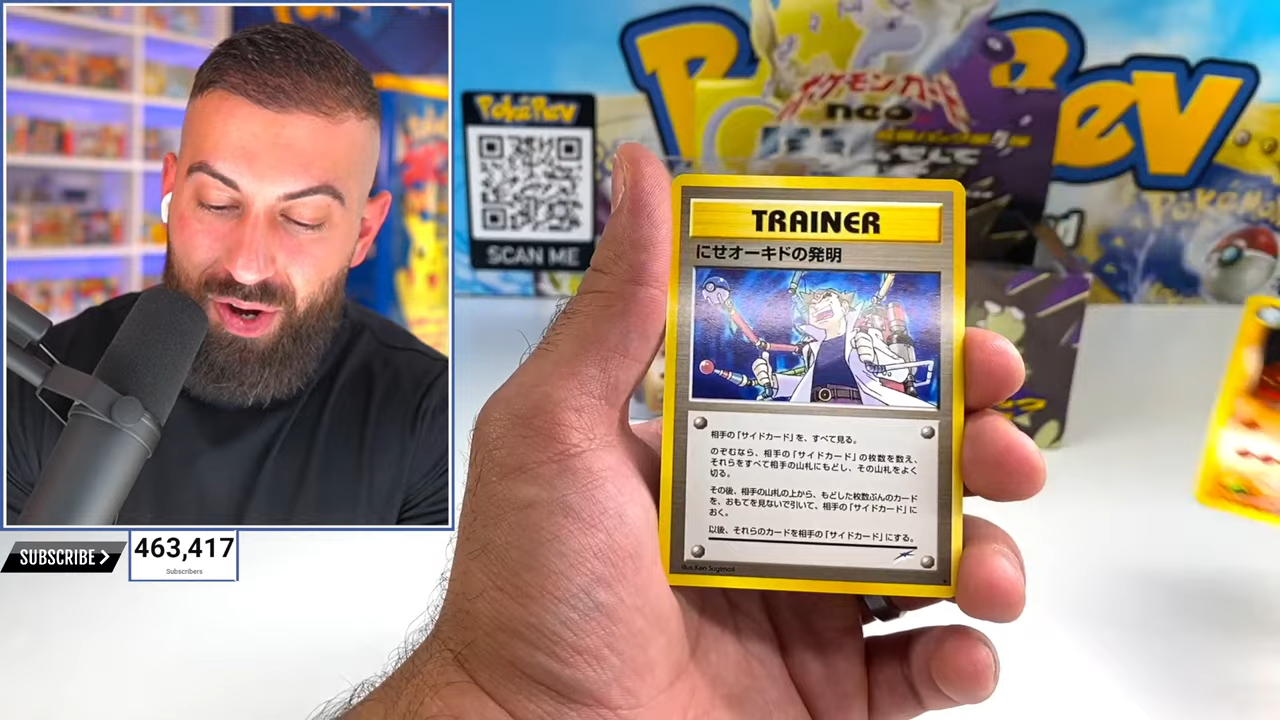 PokéRev
SCAN ME
SUBSCRIBE
463,417
Subscribers
ポケモンカード
neo
PokéRev
TRAINER
にせオーキドの発明
相手の「サイドカード」を、すべて見る。
のぞむなら、相手の「サイドカード」の枚数を数え、
それらをすべて相手の山札にもどし、その山札をよく
切る。
その後、相手の山札の上から、もどした枚数ぶんのカード
を、おもてを見ないで引いて、相手の「サイドカード」に
おく。
以後、それらのカードを相手の「サイドカード」にする。
Illus. Ken Sugimori